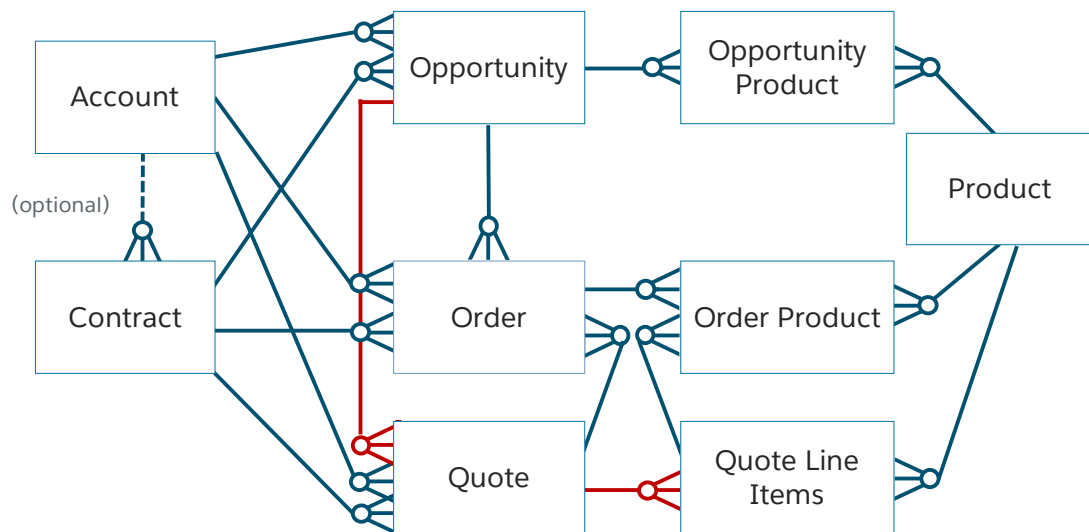 Opportunity
Opportunity
Product
Account
Product
(optional)
Contract
Order
Order Product
Quote
Quote Line
Items